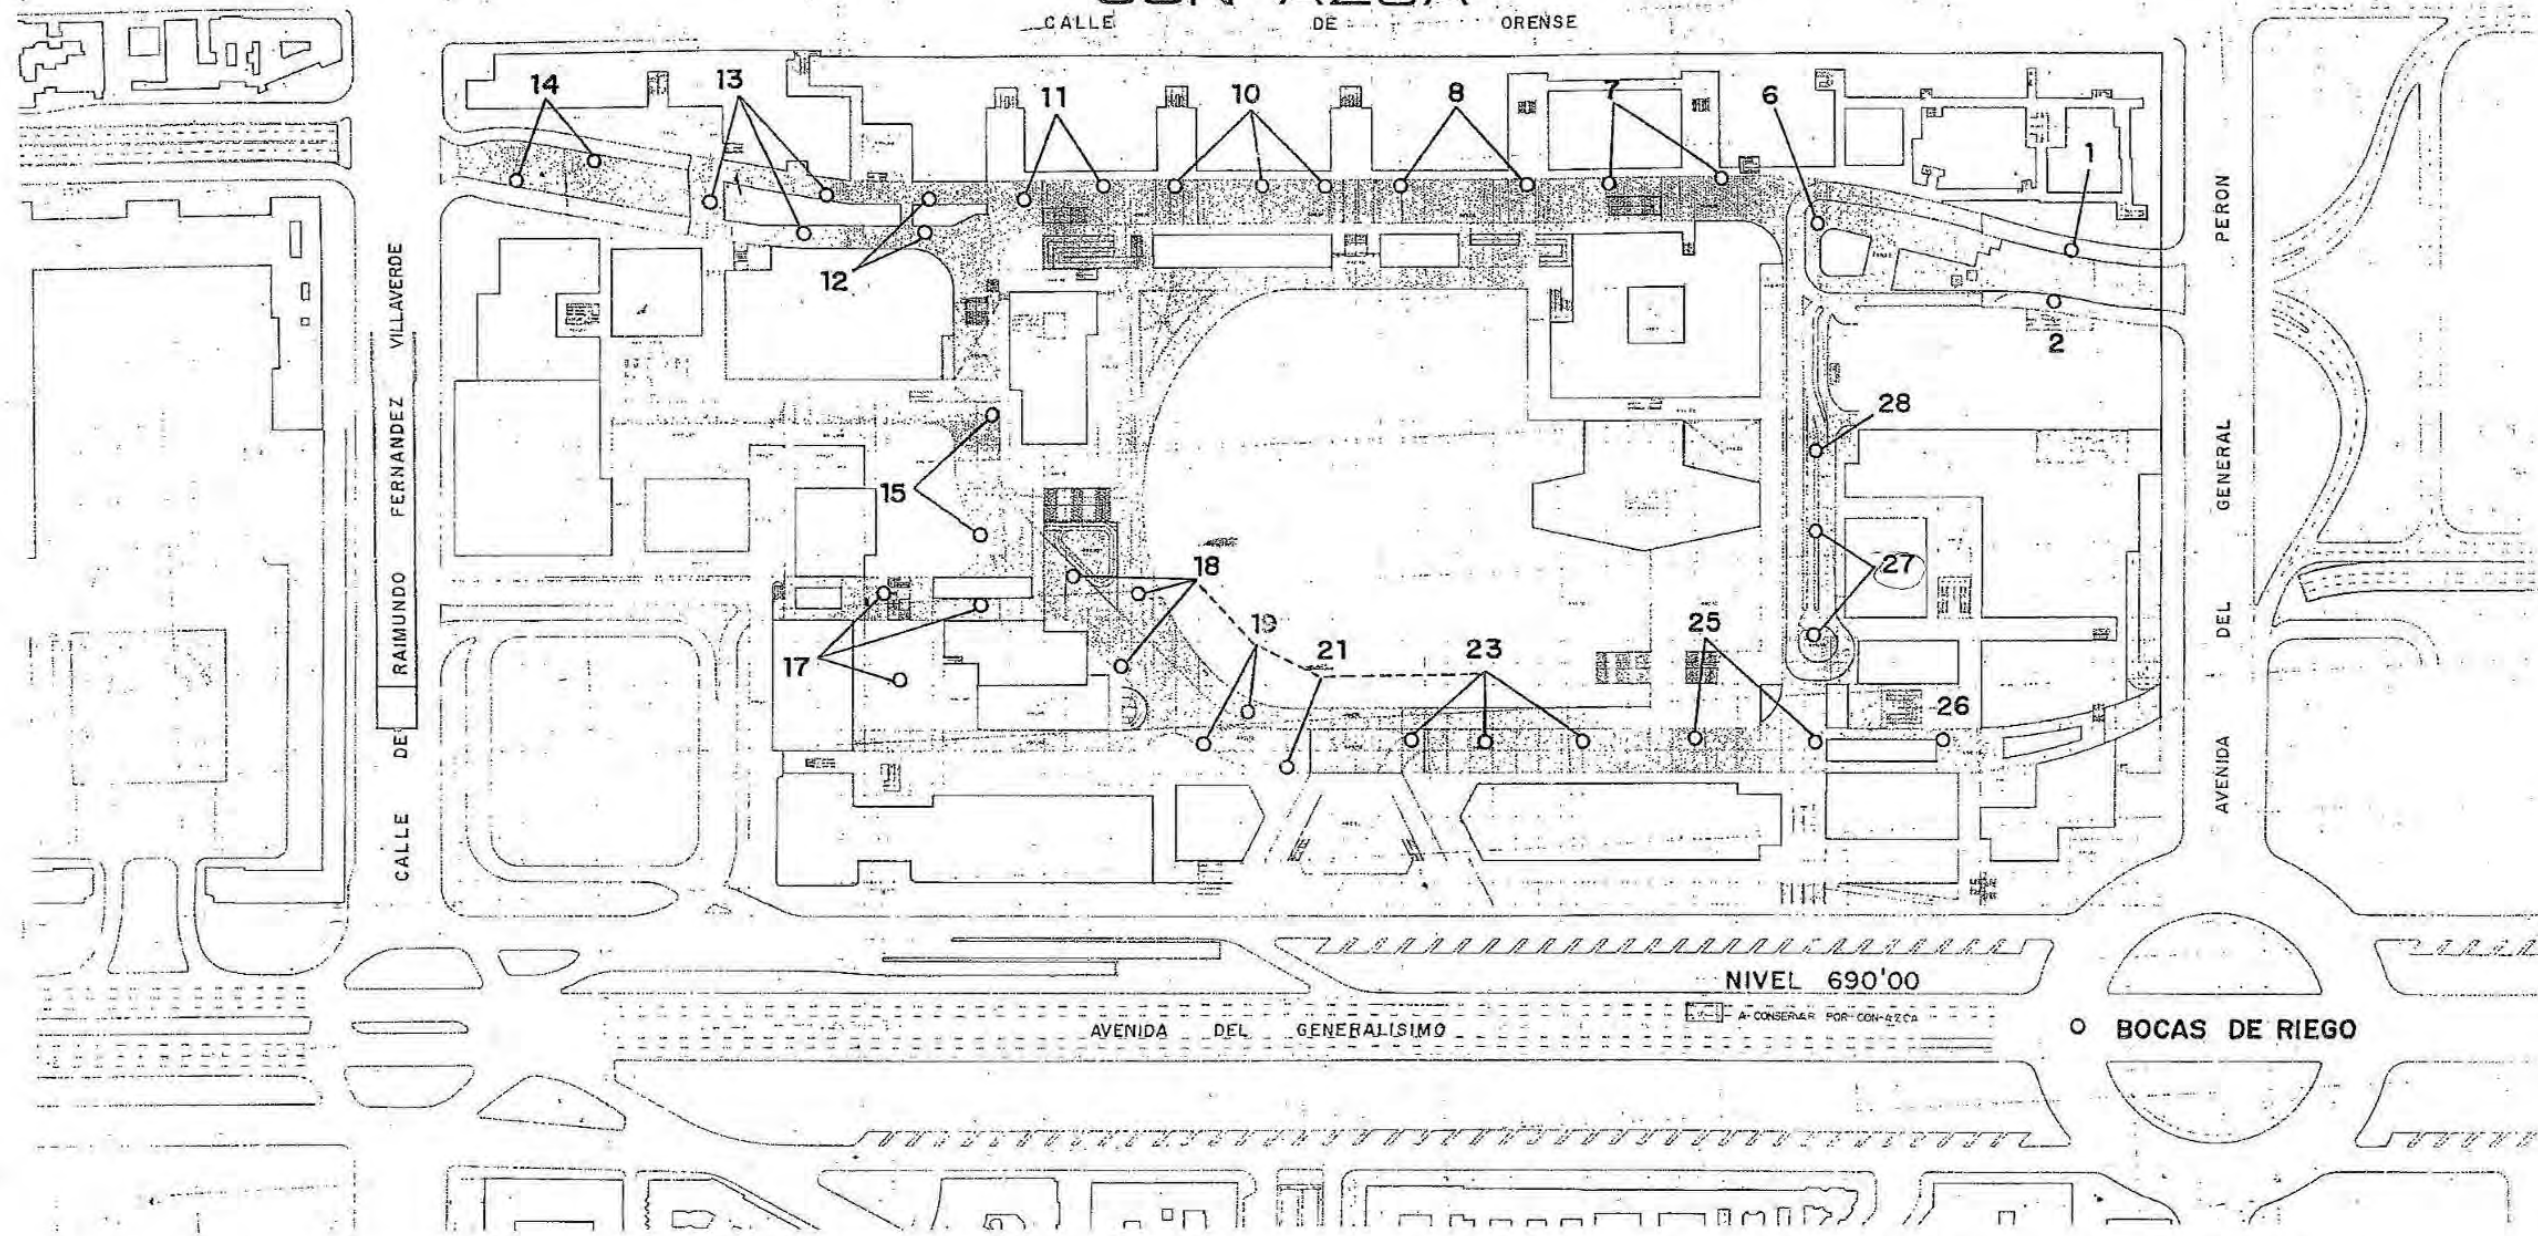 CON-AZCA
CALLE DE ORENSE
14
13
11
10
8
7
6
1
12
2
28
15
27
18
19
21
23
25
17
26
CALLE DE RAIMUNDO FERNANDEZ VILLAVERDE
AVENIDA DEL GENERAL PERON
NIVEL 690'00
A-CONSERVAR POR-CON-AZCA
AVENIDA DEL GENERALISIMO
BOCAS DE RIEGO